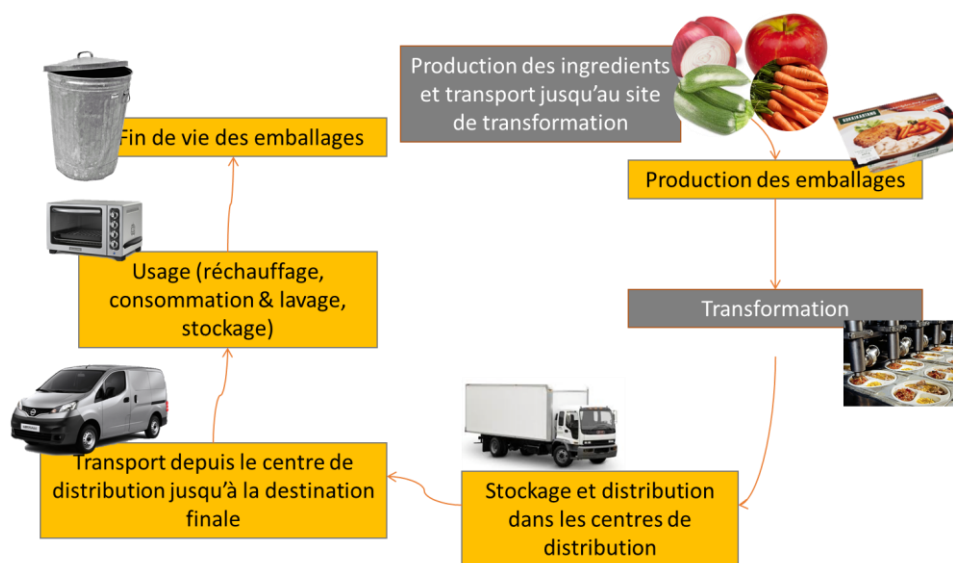 Production des ingredients
et transport jusqu'au site
de transformation
Production des emballages
Transformation
Stockage et distribution
dans les centres de
distribution
Transport depuis le centre de
distribution jusqu'à la destination
finale
Usage (réchauffage,
consommation & lavage,
stockage)
Fin de vie des emballages